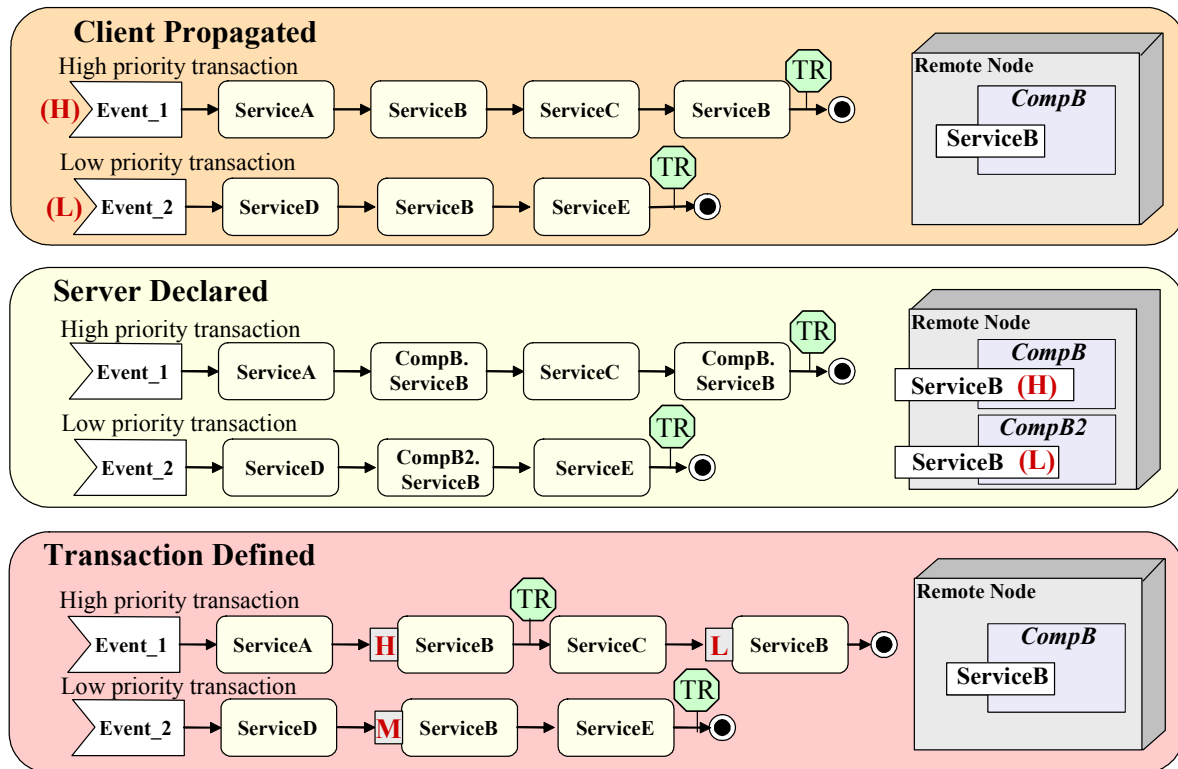 Client Propagated
High priority transaction
(H) Event_1 ServiceA ServiceB ServiceC ServiceB TR
Low priority transaction
(L) Event_2 ServiceD ServiceB ServiceE TR
Remote Node
CompB
ServiceB
Server Declared
High priority transaction
Event_1 ServiceA CompB. ServiceC CompB. TR
ServiceB ServiceB
Low priority transaction
Event_2 ServiceD CompB2. ServiceE TR
ServiceB
Remote Node
CompB
ServiceB (H)
CompB2
ServiceB (L)
Transaction Defined
High priority transaction
Event_1 ServiceA H ServiceB TR ServiceC L ServiceB
Low priority transaction
Event_2 ServiceD M ServiceB ServiceE TR
Remote Node
CompB
ServiceB